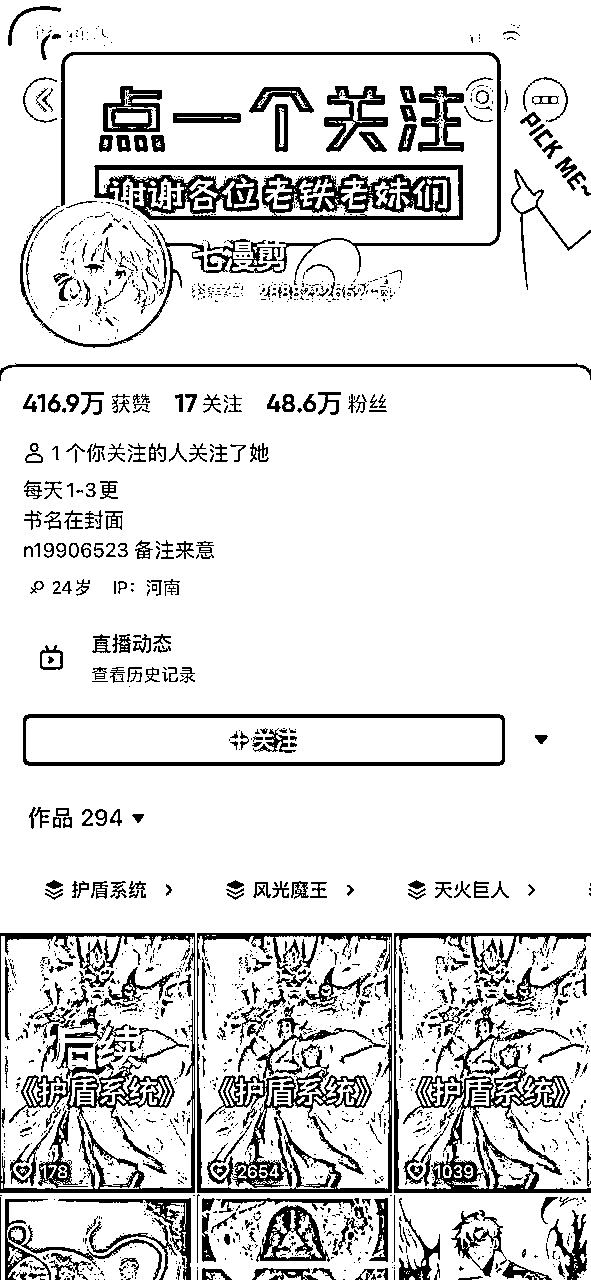 点一个关注
谢谢各位老铁老妹们
PICK ME~
七漫剪
416.9万 获赞 17 关注 48.6万 粉丝
1个你关注的人关注了她
每天1-3更
书名在封面
n19906523 备注来意
24岁 IP：河南
直播动态
查看历史记录
关注
作品 294
护盾系统 风光魔王 天火巨人
后续
《护盾系统》 《护盾系统》 《护盾系统》
178 2654 1039